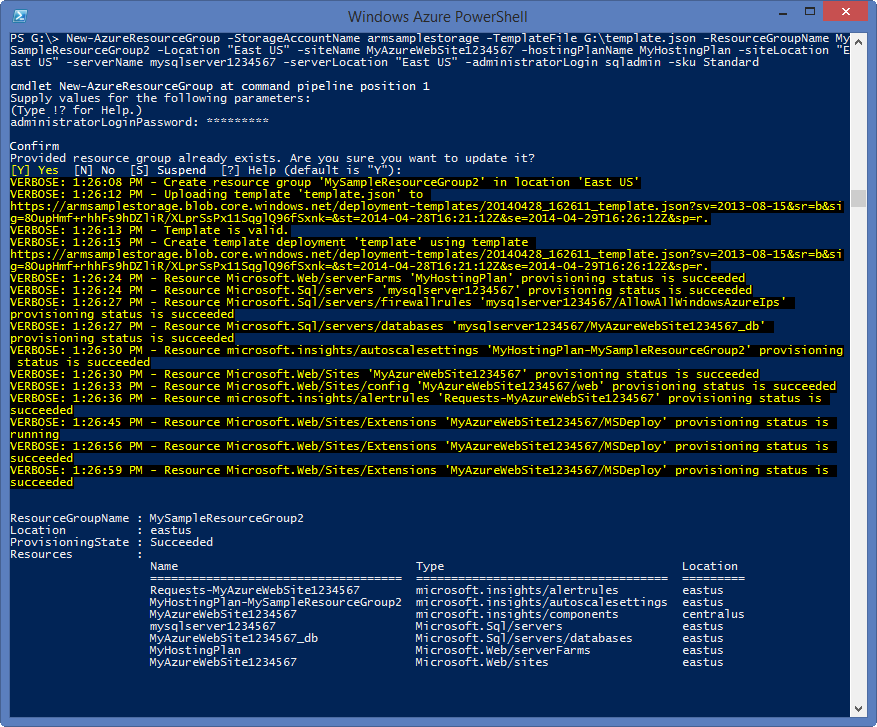 Windows Azure PowerShell
PS G:\> New-AzureResourceGroup -StorageAccountName armsamplestorage -TemplateFile G:\template.json -ResourceGroupName My
SampleResourceGroup2 -Location "East US" -siteName MyAzureWebSite1234567 -hostingPlanName MyHostingPlan -siteLocation "E
ast US" -serverName mysqlserver1234567 -serverLocation "East US" -administratorLogin sqladmin -sku Standard
cmdlet New-AzureResourceGroup at command pipeline position 1
Supply values for the following parameters:
(Type !? for Help.)
administratorLoginPassword: *********
Confirm
Provided resource group already exists. Are you sure you want to update it?
[Y] Yes  [N] No  [S] Suspend  [?] Help (default is "Y"):
VERBOSE: 1:26:08 PM - Create resource group 'MySampleResourceGroup2' in location 'East US'
VERBOSE: 1:26:12 PM - Uploading template 'template.json' to
https://armsamplestorage.blob.core.windows.net/deployment-templates/20140428_162611_template.json?sv=2013-08-15&sr=b&si
g=8OupHmf+rhhFs9hDZliR/XLprSsPx11SqglQ96fSxnk=&st=2014-04-28T16:21:12Z&se=2014-04-29T16:26:12Z&sp=r.
VERBOSE: 1:26:13 PM - Template is valid.
VERBOSE: 1:26:15 PM - Create template deployment 'template' using template
https://armsamplestorage.blob.core.windows.net/deployment-templates/20140428_162611_template.json?sv=2013-08-15&sr=b&si
g=8OupHmf+rhhFs9hDZliR/XLprSsPx11SqglQ96fSxnk=&st=2014-04-28T16:21:12Z&se=2014-04-29T16:26:12Z&sp=r.
VERBOSE: 1:26:24 PM - Resource Microsoft.Web/serverFarms 'MyHostingPlan' provisioning status is succeeded
VERBOSE: 1:26:24 PM - Resource Microsoft.Sql/servers 'mysqlserver1234567' provisioning status is succeeded
VERBOSE: 1:26:27 PM - Resource Microsoft.Sql/servers/firewallrules 'mysqlserver1234567/AllowAllWindowsAzureIps'
provisioning status is succeeded
VERBOSE: 1:26:27 PM - Resource Microsoft.Sql/servers/databases 'mysqlserver1234567/MyAzureWebSite1234567_db'
provisioning status is succeeded
VERBOSE: 1:26:30 PM - Resource microsoft.insights/autoscalesettings 'MyHostingPlan-MySampleResourceGroup2' provisioning
status is succeeded
VERBOSE: 1:26:30 PM - Resource Microsoft.Web/Sites 'MyAzureWebSite1234567' provisioning status is succeeded
VERBOSE: 1:26:33 PM - Resource Microsoft.Web/Sites/config 'MyAzureWebSite1234567/web' provisioning status is succeeded
VERBOSE: 1:26:36 PM - Resource microsoft.insights/alertrules 'Requests-MyAzureWebSite1234567' provisioning status is
succeeded
VERBOSE: 1:26:45 PM - Resource Microsoft.Web/Sites/Extensions 'MyAzureWebSite1234567/MSDeploy' provisioning status is
running
VERBOSE: 1:26:56 PM - Resource Microsoft.Web/Sites/Extensions 'MyAzureWebSite1234567/MSDeploy' provisioning status is
succeeded
VERBOSE: 1:26:59 PM - Resource Microsoft.Web/Sites/Extensions 'MyAzureWebSite1234567/MSDeploy' provisioning status is
succeeded
ResourceGroupName : MySampleResourceGroup2
Location          : eastus
ProvisioningState : Succeeded
Resources         :
Name                                  Type                                  Location
====================================  ====================================  =========
Requests-MyAzureWebSite1234567        microsoft.insights/alertrules         eastus
MyHostingPlan-MySampleResourceGroup2  microsoft.insights/autoscalesettings  eastus
MyAzureWebSite1234567                 microsoft.insights/components         centralus
mysqlserver1234567                    Microsoft.Sql/servers                 eastus
MyAzureWebSite1234567_db              Microsoft.Sql/servers/databases       eastus
MyHostingPlan                         Microsoft.Web/serverFarms             eastus
MyAzureWebSite1234567                 Microsoft.Web/sites                   eastus